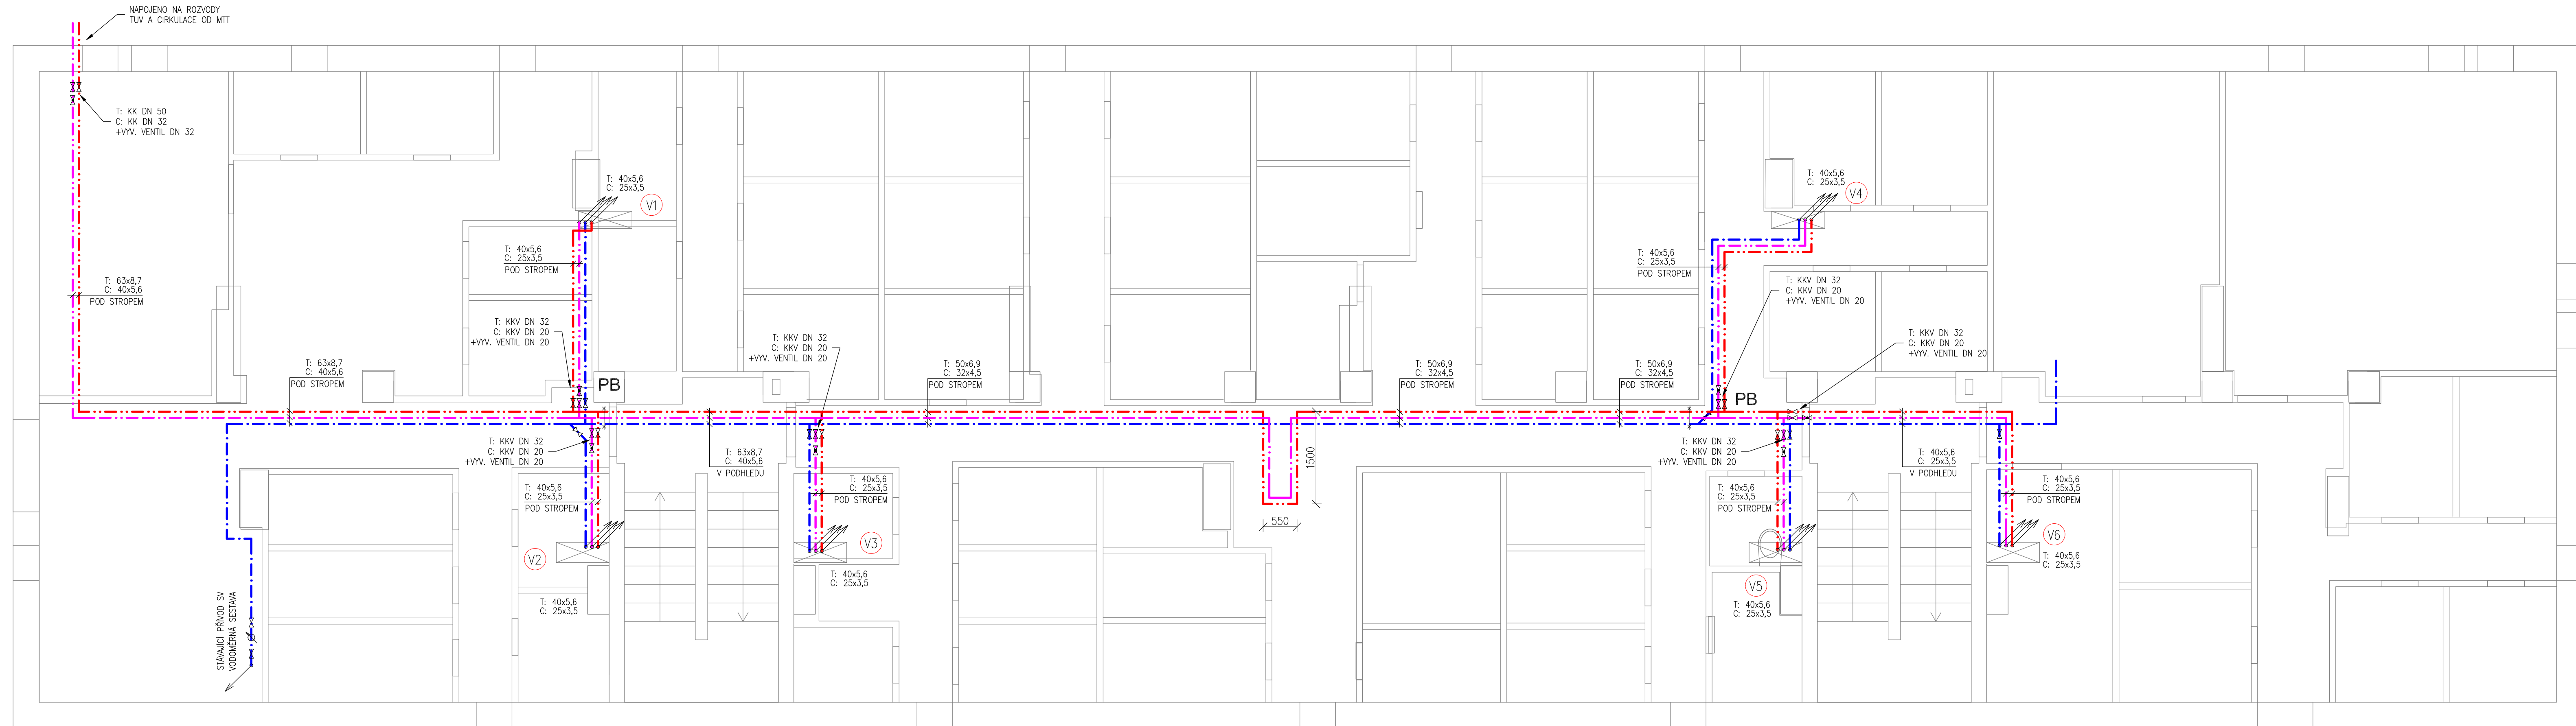 NAPOJENO NA ROZVODY
TUV A CIRKULACE OD MTT
T: KK DN 50
C: KK DN 32
+VYV. VENTIL DN 32
T: 63x8,7
C: 40x5,6
POD STROPEM
T: 63x8,7
C: 40x5,6
POD STROPEM
T: 40x5,6
C: 25x3,5
V1
T: 40x5,6
C: 25x3,5
POD STROPEM
T: KKV DN 32
C: KKV DN 20
+VYV. VENTIL DN 20
PB
T: KKV DN 32
C: KKV DN 20
+VYV. VENTIL DN 20
T: KKV DN 32
C: KKV DN 20
+VYV. VENTIL DN 20
T: 40x5,6
C: 25x3,5
POD STROPEM
V2
T: 40x5,6
C: 25x3,5
T: 63x8,7
C: 40x5,6
V PODHLEDU
T: 40x5,6
C: 25x3,5
POD STROPEM
V3
T: 40x5,6
C: 25x3,5
STÁVAJÍCÍ PŘÍVOD SV
VODOMĚRNÁ SESTAVA
T: 50x6,9
C: 32x4,5
POD STROPEM
1500
550
T: 50x6,9
C: 32x4,5
POD STROPEM
T: 50x6,9
C: 32x4,5
POD STROPEM
T: 40x5,6
C: 25x3,5
V4
T: 40x5,6
C: 25x3,5
POD STROPEM
T: KKV DN 32
C: KKV DN 20
+VYV. VENTIL DN 20
T: KKV DN 32
C: KKV DN 20
+VYV. VENTIL DN 20
PB
T: KKV DN 32
C: KKV DN 20
+VYV. VENTIL DN 20
T: 40x5,6
C: 25x3,5
POD STROPEM
V5
T: 40x5,6
C: 25x3,5
T: 40x5,6
C: 25x3,5
V PODHLEDU
T: 40x5,6
C: 25x3,5
POD STROPEM
V6
T: 40x5,6
C: 25x3,5